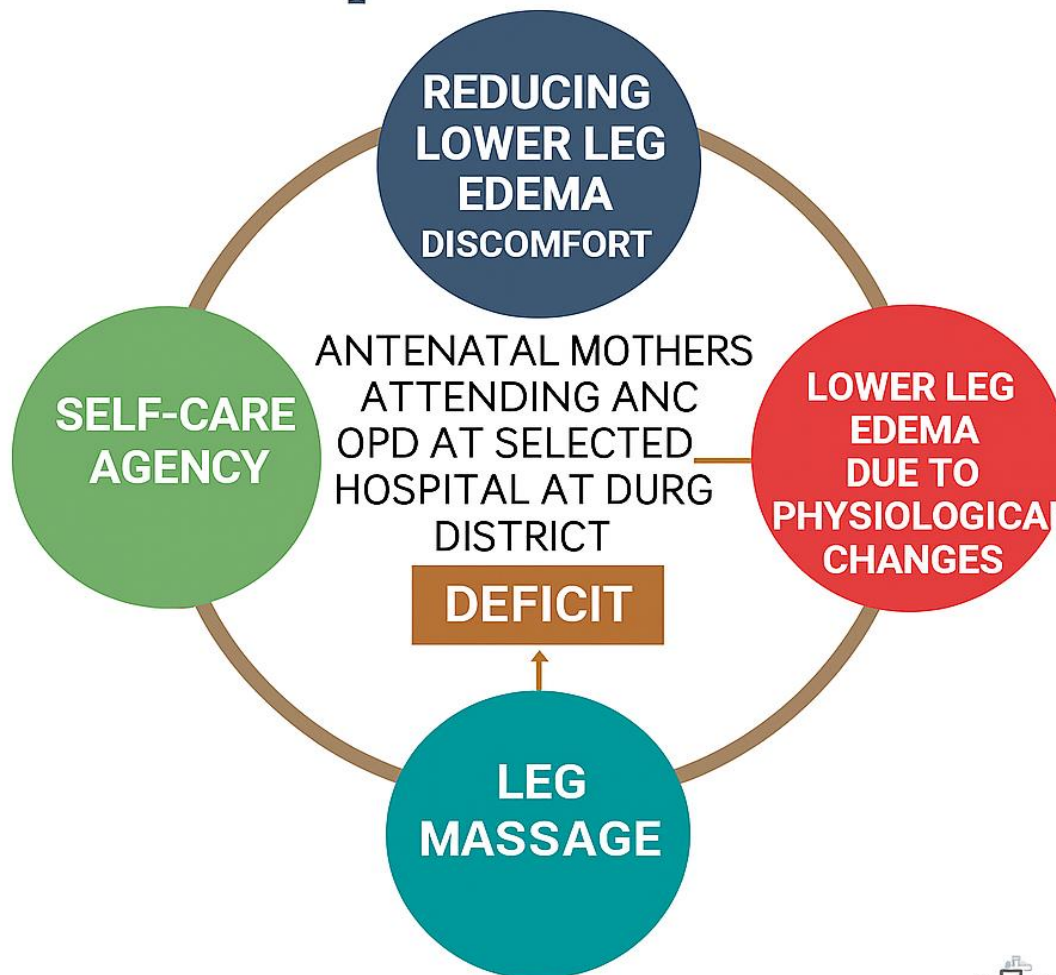 REDUCING
LOWER LEG
EDEMA
DISCOMFORT
SELF-CARE
AGENCY
ANTENATAL MOTHERS
ATTENDING ANC
OPD AT SELECTED
HOSPITAL AT DURG
DISTRICT
LOWER LEG
EDEMA
DUE TO
PHYSIOLOGICAL
CHANGES
DEFICIT
LEG
MASSAGE